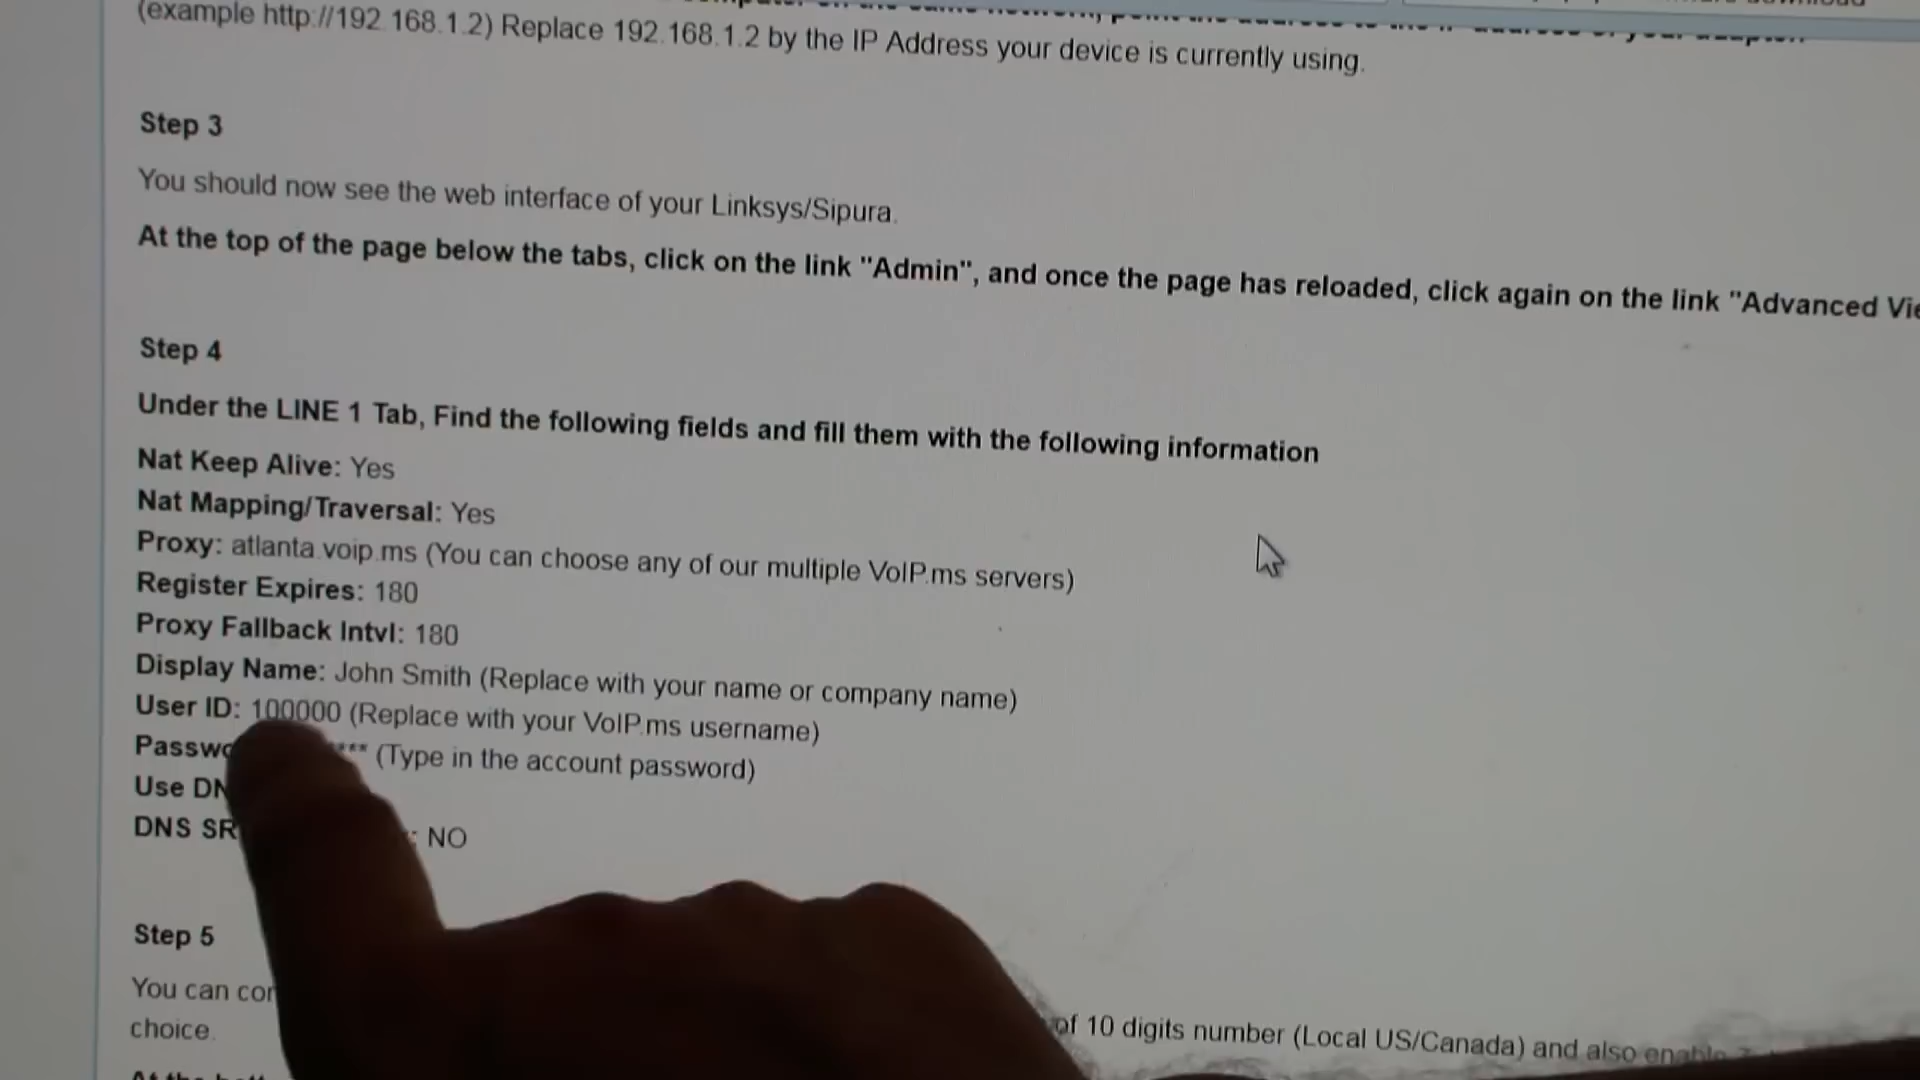 (example http://192.168.1.2) Replace 192.168.1.2 by the IP Address your device is currently using.
Step 3
You should now see the web interface of your Linksys/Sipura.
At the top of the page below the tabs, click on the link "Admin", and once the page has reloaded, click again on the link "Advanced
Step 4
Under the LINE 1 Tab, Find the following fields and fill them with the following information
Nat Keep Alive: Yes
Nat Mapping/Traversal: Yes
Proxy: atlanta.voip.ms (You can choose any of our multiple VoIP.ms servers)
Register Expires: 180
Proxy Fallback Intvl: 180
Display Name: John Smith (Replace with your name or company name)
User ID: 100000 (Replace with your VoIP.ms username)
(Type in the account password)
Use
DNS NO
Step 5
You can of 10 digits number (Local US/Canada) and also enable
choice.